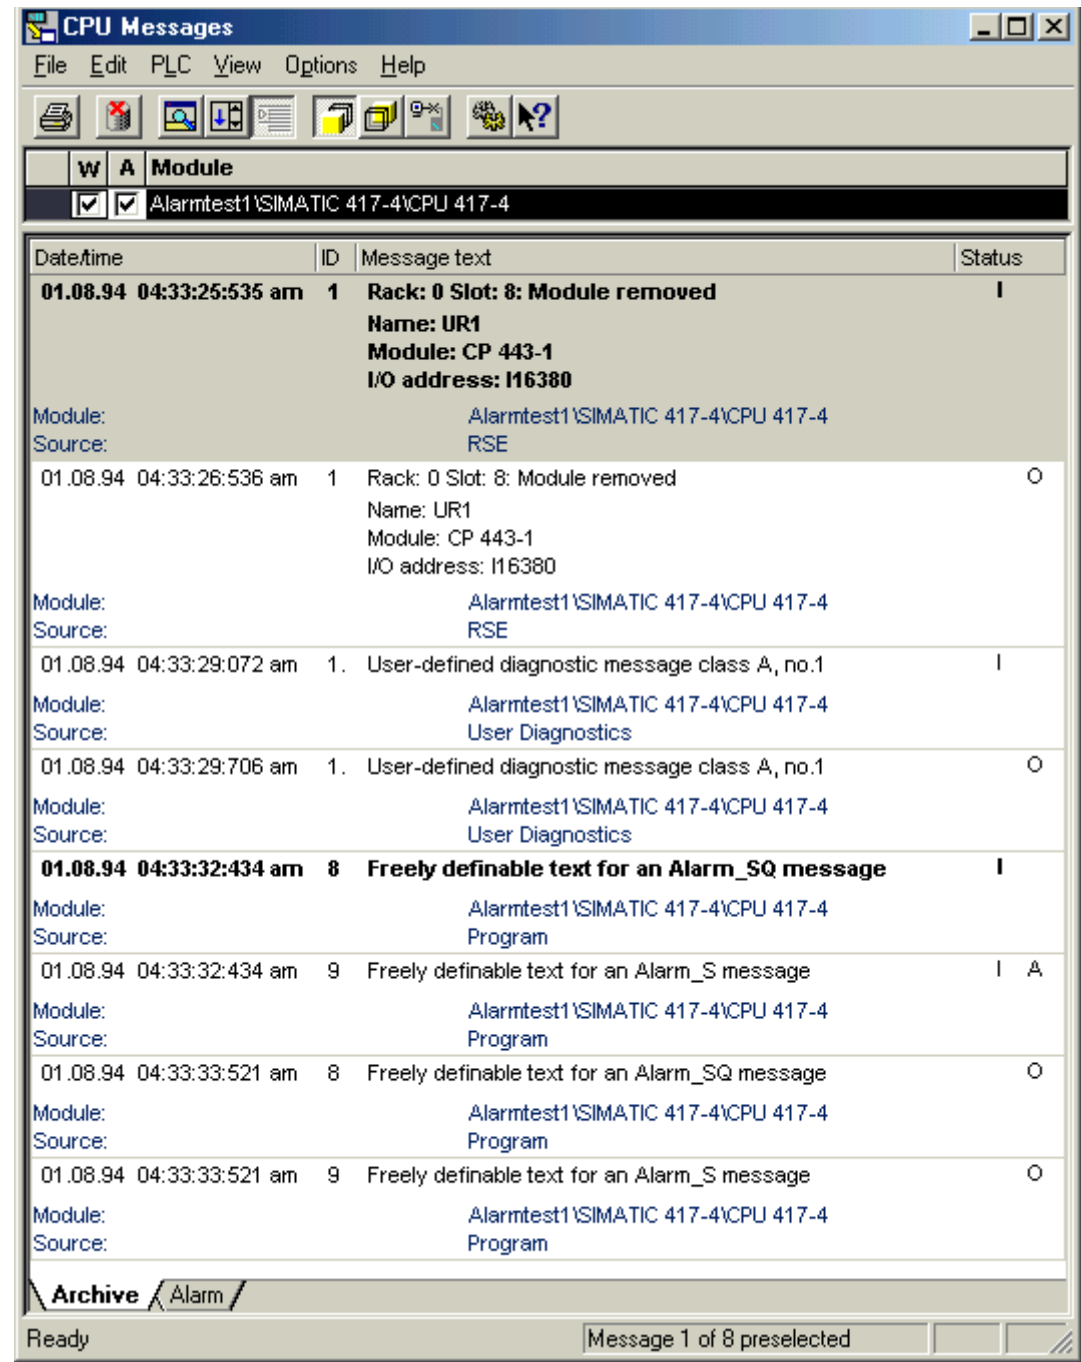 CPU Messages
File Edit PLC View Options Help
W A Module
Alarmtest1\SIMATIC 417-4\CPU 417-4
Date/time ID Message text Status
01.08.94 04:33:25:535 am 1 Rack: 0 Slot: 8: Module removed I
Name: UR1
Module: CP 443-1
I/O address: I16380
Module: Alarmtest1\SIMATIC 417-4\CPU 417-4
Source: RSE
01.08.94 04:33:26:536 am 1 Rack: 0 Slot: 8: Module removed O
Name: UR1
Module: CP 443-1
I/O address: I16380
Module: Alarmtest1\SIMATIC 417-4\CPU 417-4
Source: RSE
01.08.94 04:33:29:072 am 1. User-defined diagnostic message class A, no.1 I
Module: Alarmtest1\SIMATIC 417-4\CPU 417-4
Source: User Diagnostics
01.08.94 04:33:29:706 am 1. User-defined diagnostic message class A, no.1 O
Module: Alarmtest1\SIMATIC 417-4\CPU 417-4
Source: User Diagnostics
01.08.94 04:33:32:434 am 8 Freely definable text for an Alarm_SQ message I
Module: Alarmtest1\SIMATIC 417-4\CPU 417-4
Source: Program
01.08.94 04:33:32:434 am 9 Freely definable text for an Alarm_S message I A
Module: Alarmtest1\SIMATIC 417-4\CPU 417-4
Source: Program
01.08.94 04:33:33:521 am 8 Freely definable text for an Alarm_SQ message O
Module: Alarmtest1\SIMATIC 417-4\CPU 417-4
Source: Program
01.08.94 04:33:33:521 am 9 Freely definable text for an Alarm_S message O
Module: Alarmtest1\SIMATIC 417-4\CPU 417-4
Source: Program
Archive Alarm
Ready Message 1 of 8 preselected